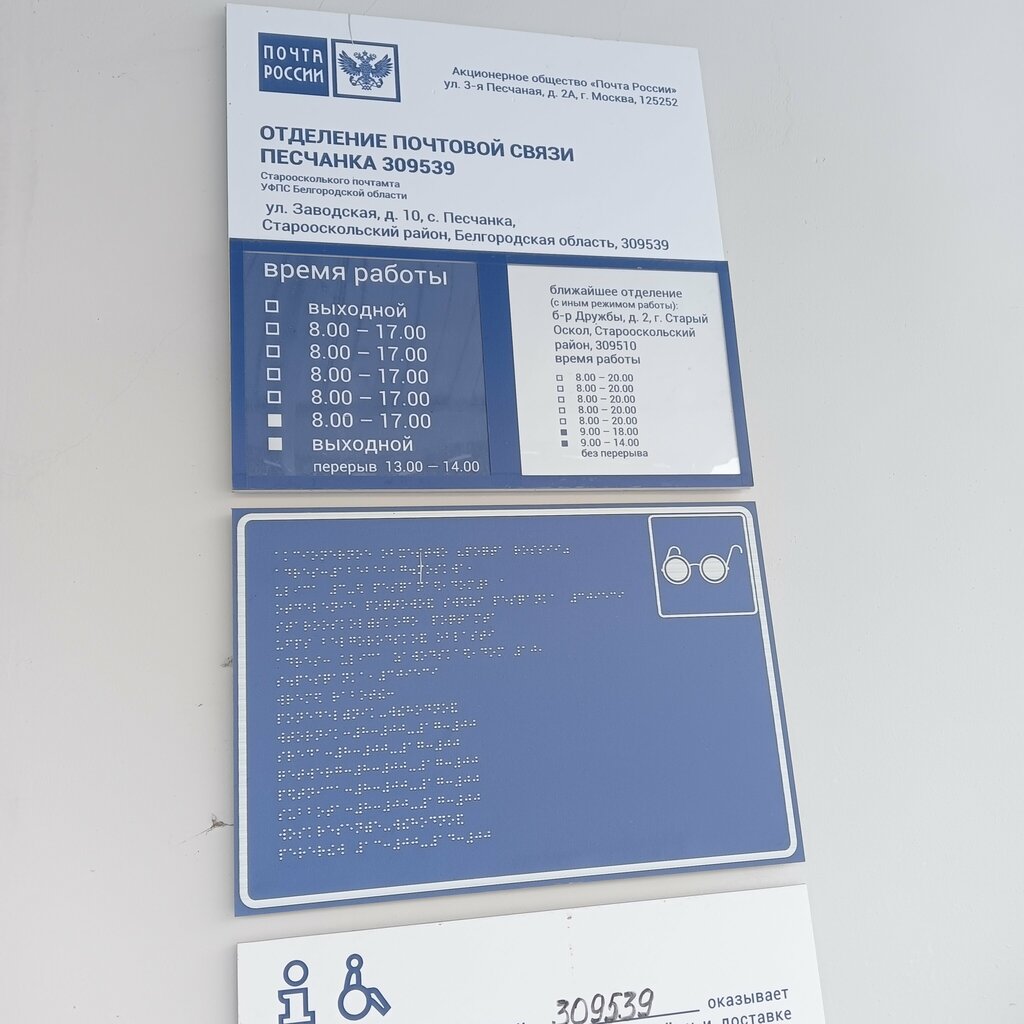 ПОЧТА
РОССИИ
Акционерное общество «Почта России»
ул. 3-я Песчаная, д. 2А, г. Москва, 125252
ОТДЕЛЕНИЕ ПОЧТОВОЙ СВЯЗИ
ПЕСЧАНКА 309539
Старооскольского почтамта
УФПС Белгородской области
ул. Заводская, д. 10, с. Песчанка,
Старооскольский район, Белгородская область, 309539
время работы
выходной
8.00 – 17.00
8.00 – 17.00
8.00 – 17.00
8.00 – 17.00
8.00 – 17.00
выходной
перерыв 13.00 – 14.00
ближайшее отделение
(с иным режимом работы):
б-р Дружбы, д. 2, г. Старый
Оскол, Старооскольский
район, 309510
время работы
8.00 – 20.00
8.00 – 20.00
8.00 – 20.00
8.00 – 20.00
8.00 – 20.00
9.00 – 18.00
9.00 – 14.00
без перерыва
309539 оказывает
и доставке